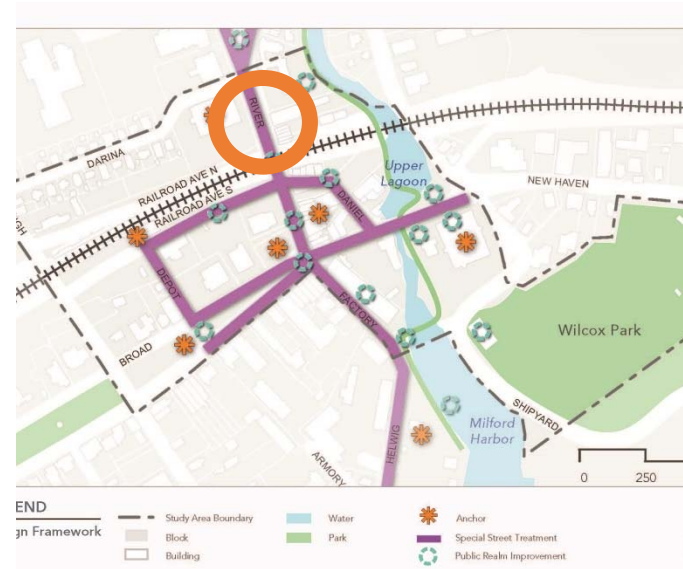 RIVER
DARINA
RAILROAD AVE N
RAILROAD AVE S
Upper
Lagoon
NEW HAVEN
DANIEL
DEPOT
FACTORY
BROAD
Wilcox Park
SHIPYARD
Milford
Harbor
HELWIG
ARMORY
0 250
END
gn Framework
Study Area Boundary
Block
Building
Water
Park
Anchor
Special Street Treatment
Public Realm Improvement